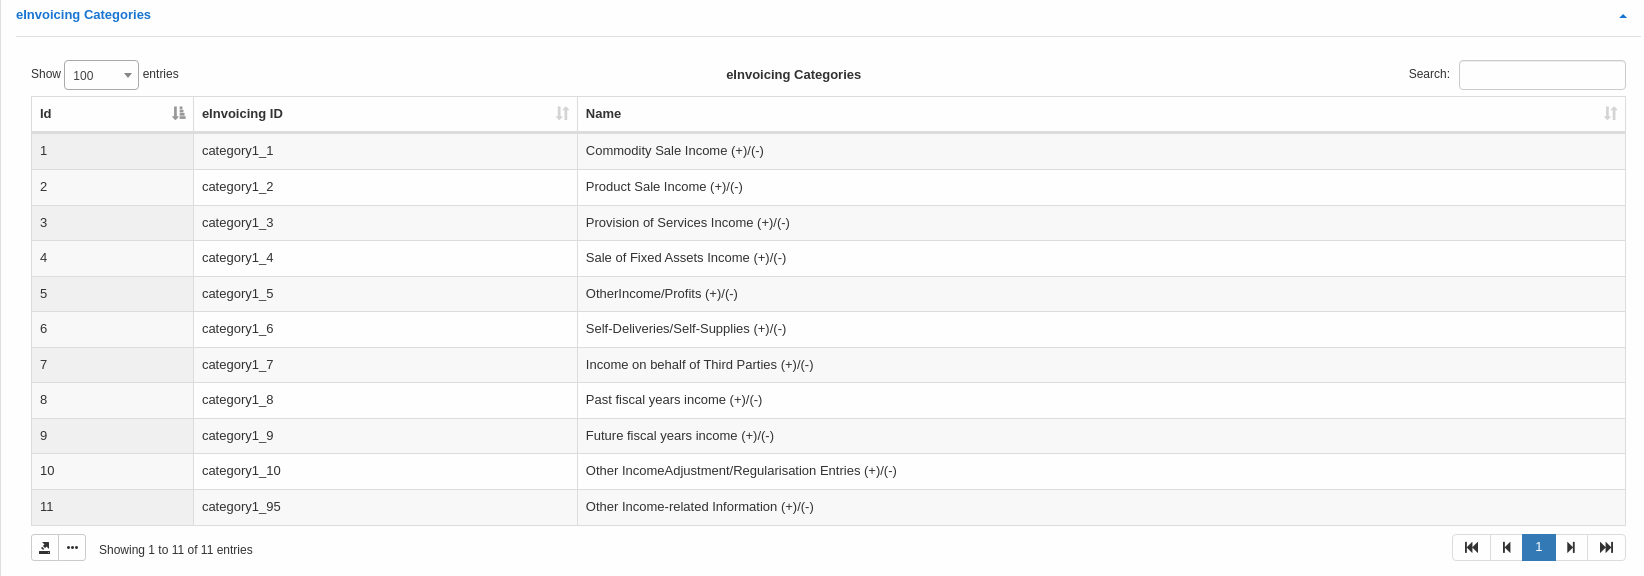 eInvoicing Categories
Show 100 entries eInvoicing Categories Search:
Id eInvoicing ID Name
1 category1_1 Commodity Sale Income (+)/(-)
2 category1_2 Product Sale Income (+)/(-)
3 category1_3 Provision of Services Income (+)/(-)
4 category1_4 Sale of Fixed Assets Income (+)/(-)
5 category1_5 OtherIncome/Profits (+)/(-)
6 category1_6 Self-Deliveries/Self-Supplies (+)/(-)
7 category1_7 Income on behalf of Third Parties (+)/(-)
8 category1_8 Past fiscal years income (+)/(-)
9 category1_9 Future fiscal years income (+)/(-)
10 category1_10 Other IncomeAdjustment/Regularisation Entries (+)/(-)
11 category1_95 Other Income-related Information (+)/(-)
Showing 1 to 11 of 11 entries 1